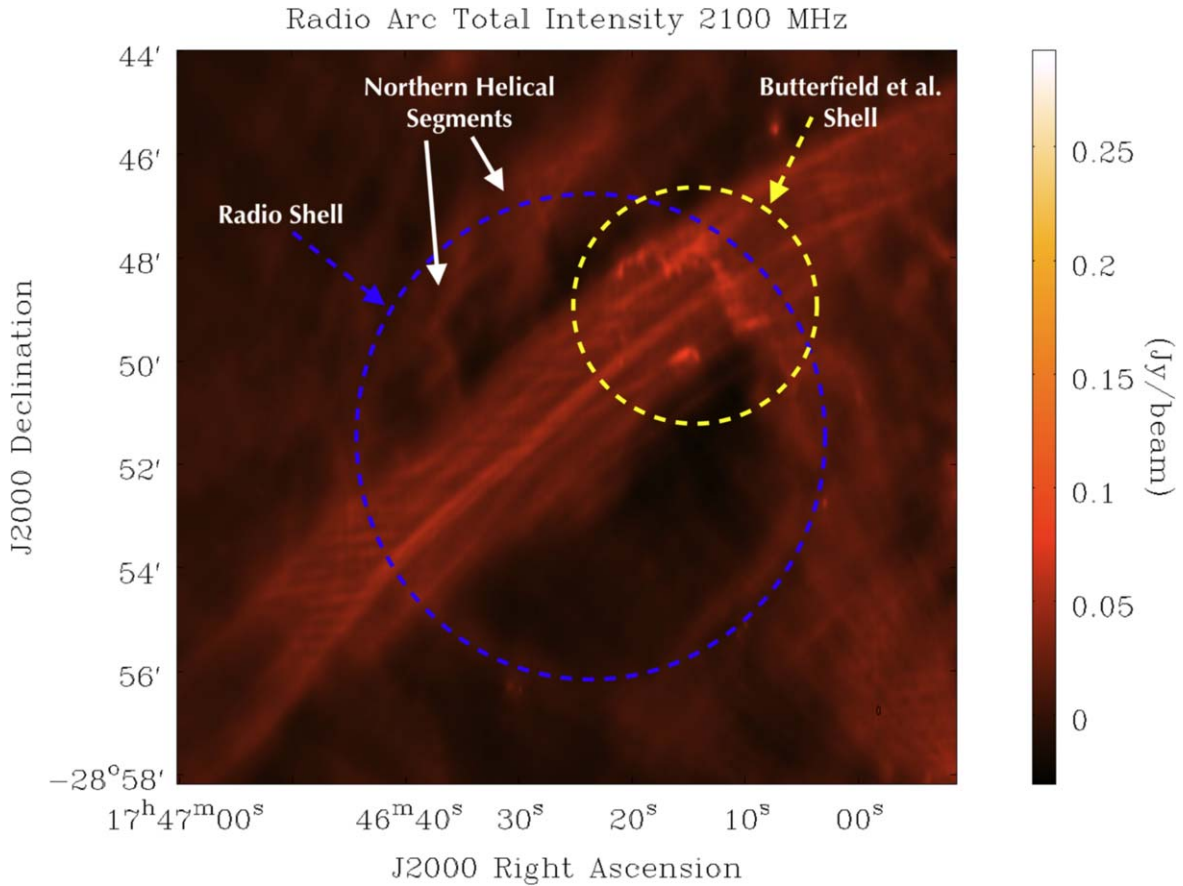 Radio Arc Total Intensity 2100 MHz
Northern Helical
Segments
Butterfield et al.
Shell
Radio Shell
44′
46′
48′
50′
52′
54′
56′
−28°58′
J2000 Declination
17ʰ47ᵐ00ˢ
46ᵐ40ˢ
30ˢ
20ˢ
10ˢ
00ˢ
J2000 Right Ascension
0.25
0.2
0.15
0.1
0.05
0
(Jy/beam)